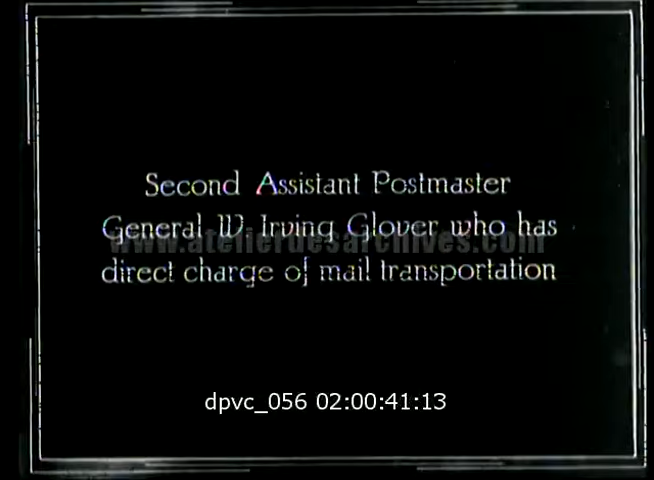 Second Assistant Postmaster
General W. Irving Glover who has
www.atelierdesarchives.com
direct charge of mail transportation
dpvc_056 02:00:41:13